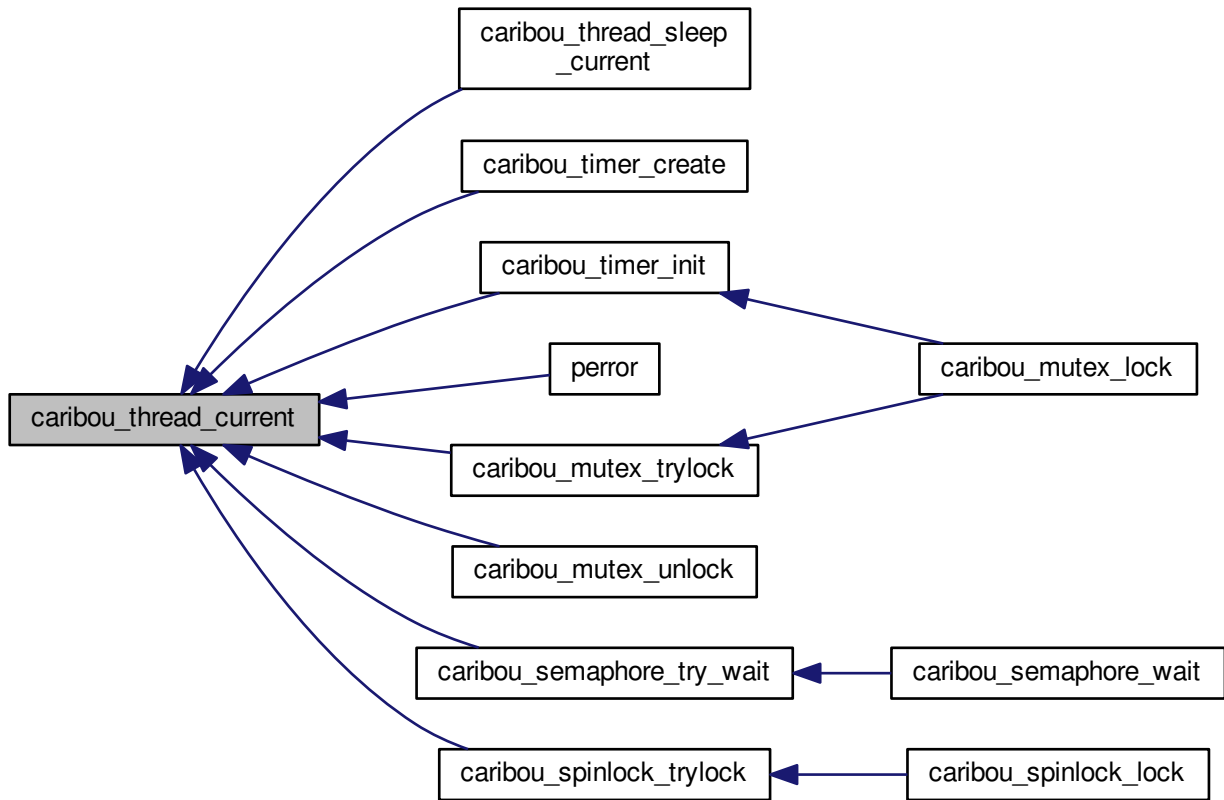 caribou_thread_sleep
_current
caribou_timer_create
caribou_timer_init
perror
caribou_mutex_lock
caribou_thread_current
caribou_mutex_trylock
caribou_mutex_unlock
caribou_semaphore_try_wait
caribou_semaphore_wait
caribou_spinlock_trylock
caribou_spinlock_lock